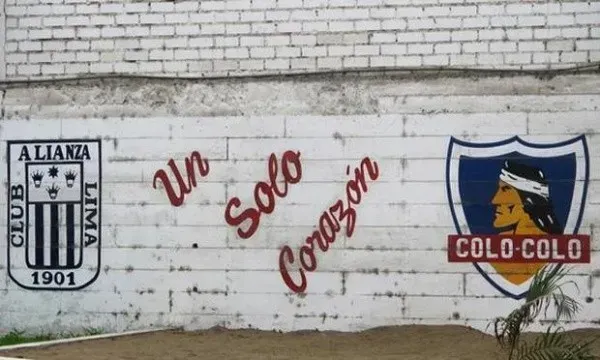 ALIANZA
CLUB
LIMA
1901
Un
Solo
Corazón
COLO-COLO